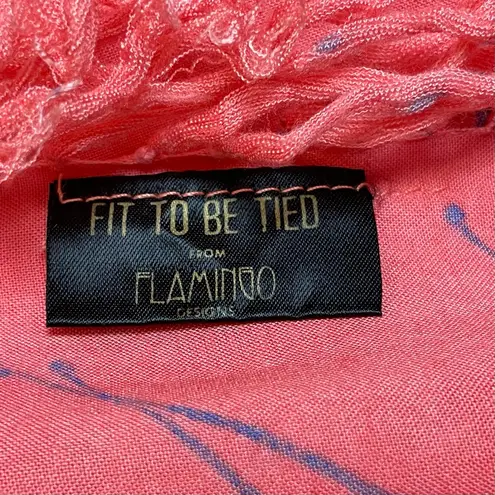 FIT TO BE TIED
FROM
FLAMINGO
DESIGNS